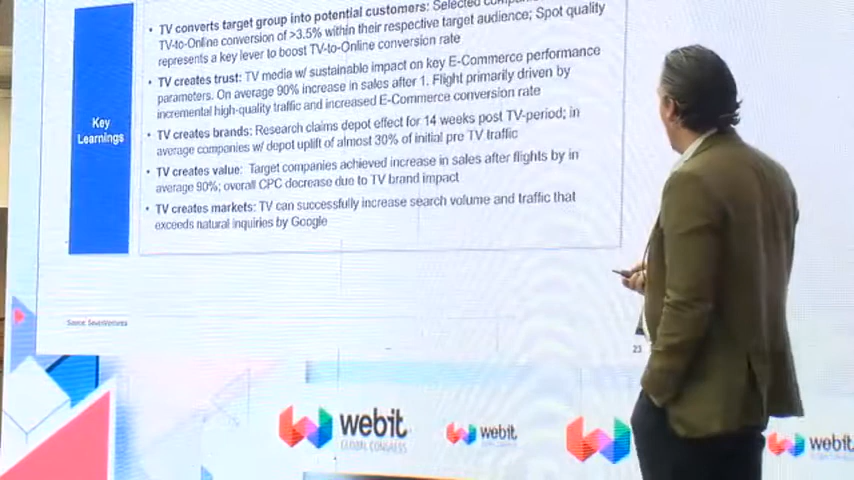 • TV converts target group into potential customers: Selected
TV-to-Online conversion of >3.5% within their respective target audience; Spot quality
represents a key lever to boost TV-to-Online conversion rate
• TV creates trust: TV media w/ sustainable impact on key E-Commerce performance
parameters. On average 90% increase in sales after 1. Flight primarily driven by
incremental high-quality traffic and increased E-Commerce conversion rate
Key
Learnings
• TV creates brands: Research claims depot effect for 14 weeks post TV-period; in
average companies w/ depot uplift of almost 30% of initial pre TV traffic
• TV creates value: Target companies achieved increase in sales after flights by in
average 90%; overall CPC decrease due to TV brand impact
• TV creates markets: TV can successfully increase search volume and traffic that
exceeds natural inquiries by Google
Source: SevenVentures
23
webit
GLOBAL CONGRESS
webit
webit